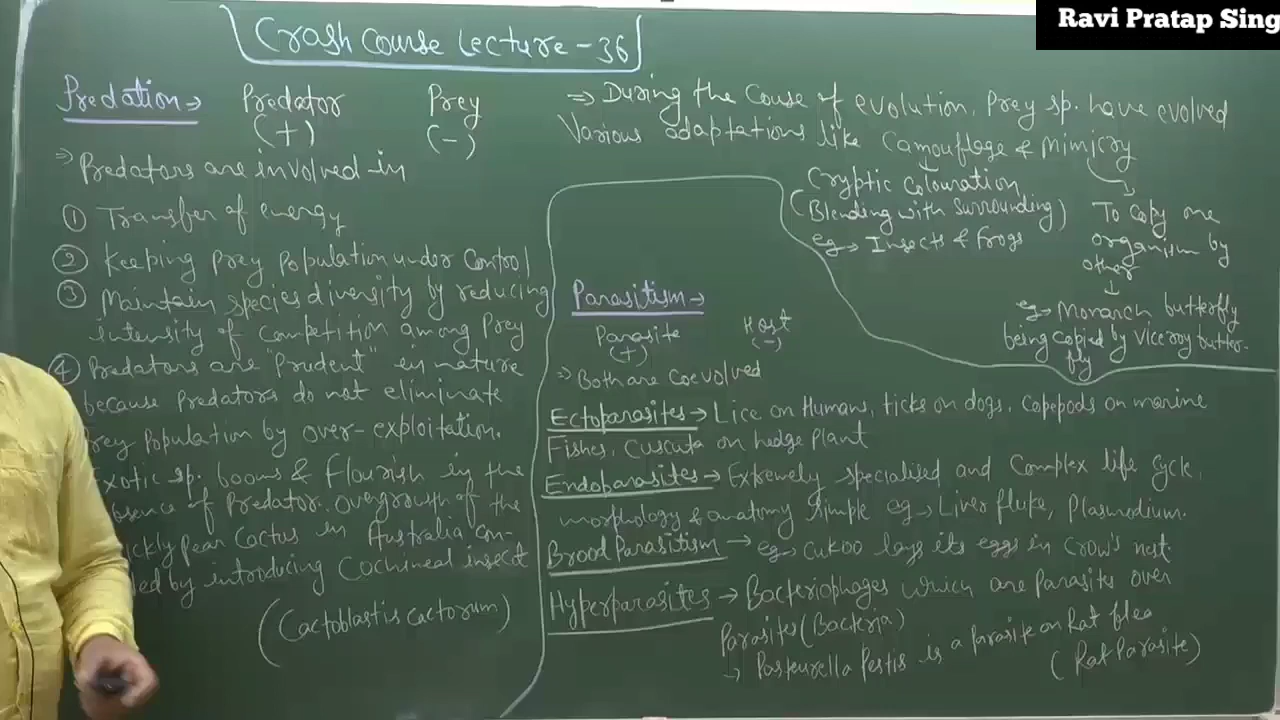 Ravi Pratap Sing
Crash Course Lecture - 36
Predation → Predator Prey
(+) (-)
⇒ Predators are involved in
① Transfer of energy
② Keeping Prey Population under Control
③ Maintain species diversity by reducing
intensity of Competition among Prey
④ Predators are "Prudent" in nature
because Predators do not eliminate
rey Population by over-exploitation.
xotic sp. booms & flourish in the
bsence of Predator. overgrowth of the
ickly pear Cactus in Australia con-
led by introducing Cochineal insect
(Cactoblastis cactorum)
⇒ During the Couse of evolution, Prey sp. have evolved
Various adaptations like Camouflage & Mimicry
Cryptic Colouration
(Blending with Surrounding)
eg → Insects & Frogs
To Copy one
organism by
other
eg → Monarch butterfly
being copied by Viceroy butter-
fly
Parasitism →
Parasite Host
(+) (-)
⇒ Both are Coevolved
Ectoparasites → Lice on Humans, ticks on dogs, Copepods on marine
Fishes, Cuscuta on hedge plant
Endoparasites → Extremely specialised and Complex life Cycle,
morphology & anatomy simple eg → Liver fluke, Plasmodium.
Brood Parasitism → eg → Cukoo lays its eggs in Crow's nest.
Hyperparasites → Bacteriophages which are Parasites over
Parasites (Bacteria)
→ Pasteurella Pestis is a parasite on Rat flea
(Rat Parasite)